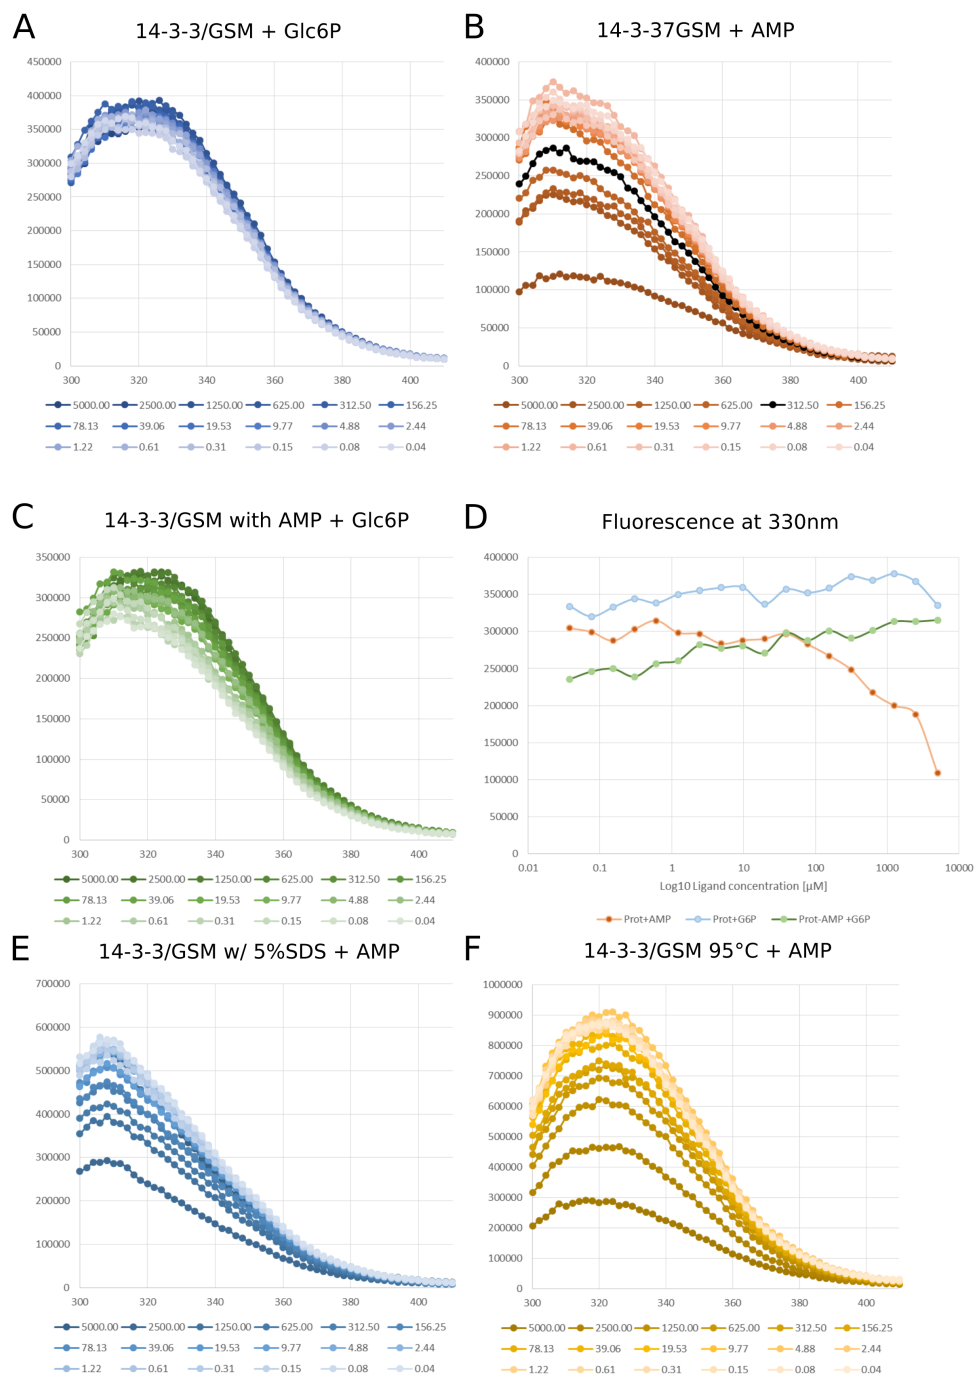 A
14-3-3/GSM + Glc6P
450000
400000
350000
300000
250000
200000
150000
100000
50000
0
300 320 340 360 380 400
5000.00 2500.00 1250.00 625.00 312.50 156.25
78.13 39.06 19.53 9.77 4.88 2.44
1.22 0.61 0.31 0.15 0.08 0.04
B
14-3-37GSM + AMP
400000
350000
300000
250000
200000
150000
100000
50000
0
300 320 340 360 380 400
5000.00 2500.00 1250.00 625.00 312.50 156.25
78.13 39.06 19.53 9.77 4.88 2.44
1.22 0.61 0.31 0.15 0.08 0.04
C
14-3-3/GSM with AMP + Glc6P
350000
300000
250000
200000
150000
100000
50000
0
300 320 340 360 380 400
5000.00 2500.00 1250.00 625.00 312.50 156.25
78.13 39.06 19.53 9.77 4.88 2.44
1.22 0.61 0.31 0.15 0.08 0.04
D
Fluorescence at 330nm
400000
350000
300000
250000
200000
150000
100000
50000
0
0.01 0.1 1 10 100 1000 10000
Log10 Ligand concentration [µM]
Prot+AMP Prot+G6P Prot-AMP +G6P
E
14-3-3/GSM w/ 5%SDS + AMP
700000
600000
500000
400000
300000
200000
100000
0
300 320 340 360 380 400
5000.00 2500.00 1250.00 625.00 312.50 156.25
78.13 39.06 19.53 9.77 4.88 2.44
1.22 0.61 0.31 0.15 0.08 0.04
F
14-3-3/GSM 95°C + AMP
1000000
900000
800000
700000
600000
500000
400000
300000
200000
100000
0
300 320 340 360 380 400
5000.00 2500.00 1250.00 625.00 312.50 156.25
78.13 39.06 19.53 9.77 4.88 2.44
1.22 0.61 0.31 0.15 0.08 0.04